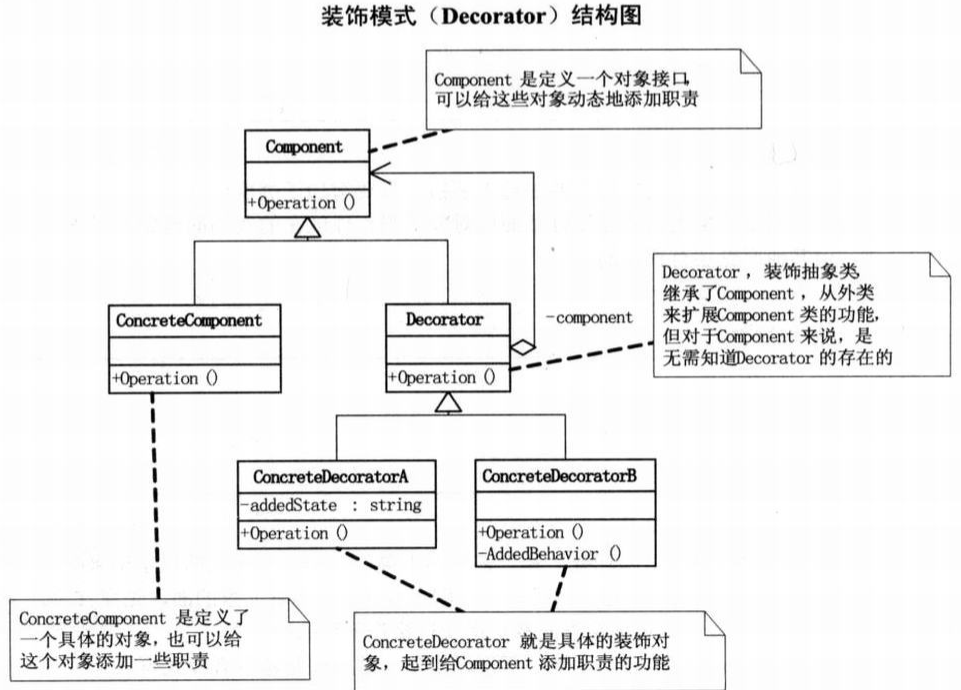 装饰模式（Decorator）结构图
Component 是定义一个对象接口，
可以给这些对象动态地添加职责
Component
+Operation ()
Decorator , 装饰抽象类，
继承了Component , 从外类
来扩展Component 类的功能，
但对于Component 来说，是
无需知道Decorator 的存在的
ConcreteComponent
+Operation ()
Decorator
+Operation ()
-component
ConcreteDecoratorA
-addedState : string
+Operation ()
ConcreteDecoratorB
+Operation ()
-AddedBehavior ()
ConcreteComponent 是定义了
一个具体的对象，也可以给
这个对象添加一些职责
ConcreteDecorator 就是具体的装饰对
象，起到给Component 添加职责的功能